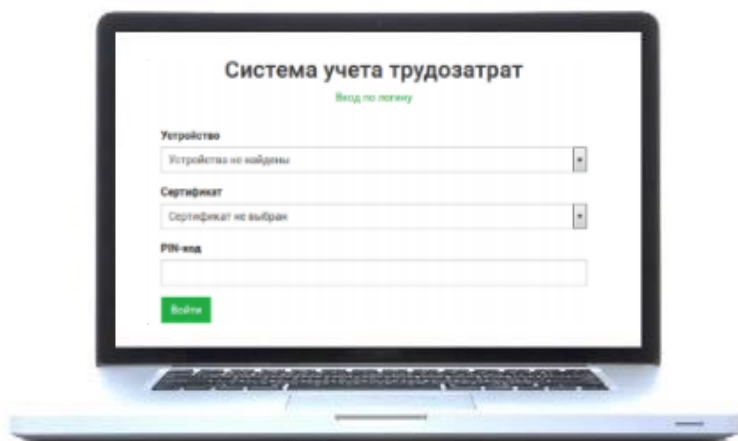 Система учета трудозатрат
Вход по логину
Устройство
Устройства не найдены
Сертификат
Сертификат не выбран
PIN-код
Войти